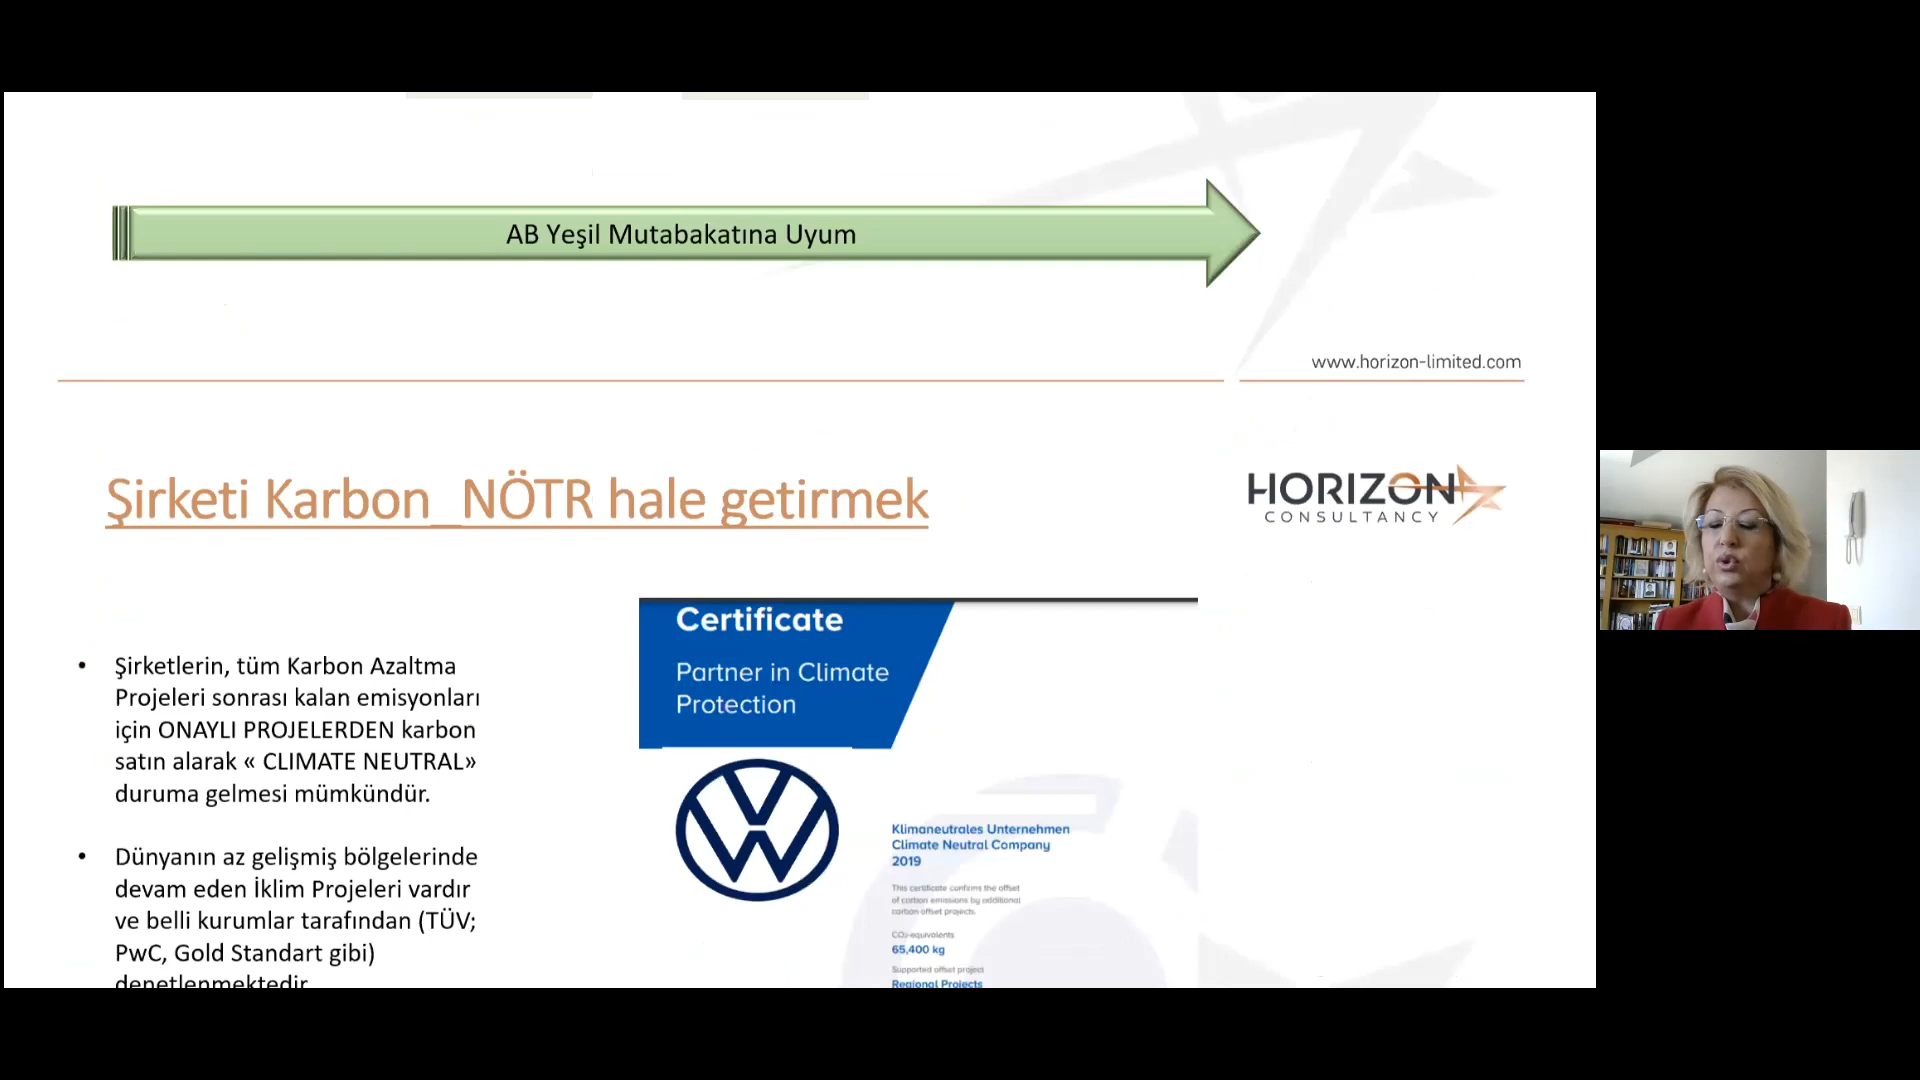 AB Yeşil Mutabakatına Uyum
www.horizon-limited.com
Şirketi Karbon_NÖTR hale getirmek
HORIZON
CONSULTANCY
• Şirketlerin, tüm Karbon Azaltma
Projeleri sonrası kalan emisyonları
için ONAYLI PROJELERDEN karbon
satın alarak « CLIMATE NEUTRAL»
duruma gelmesi mümkündür.
• Dünyanın az gelişmiş bölgelerinde
devam eden İklim Projeleri vardır
ve belli kurumlar tarafından (TÜV;
PwC, Gold Standart gibi)
denetlenmektedir
Certificate
Partner in Climate
Protection
Klimaneutrales Unternehmen
Climate Neutral Company
2019
This certificate confirms the offset
of carbon emissions by additional
carbon offset projects.
CO₂-equivalents
65,400 kg
Supported offset project
Regional Projects